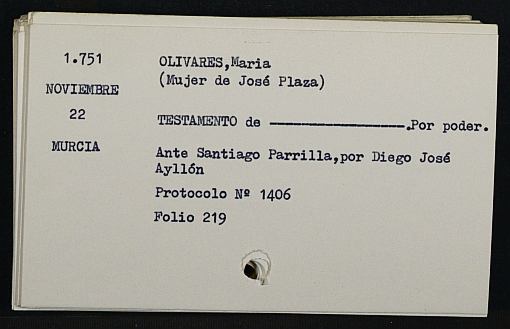 1.751
NOVIEMBRE
22
MURCIA
OLIVARES,Maria
(Mujer de José Plaza)
TESTAMENTO de -----------------.Por poder.
Ante Santiago Parrilla,por Diego José
Ayllón
Protocolo Nº 1406
Folio 219